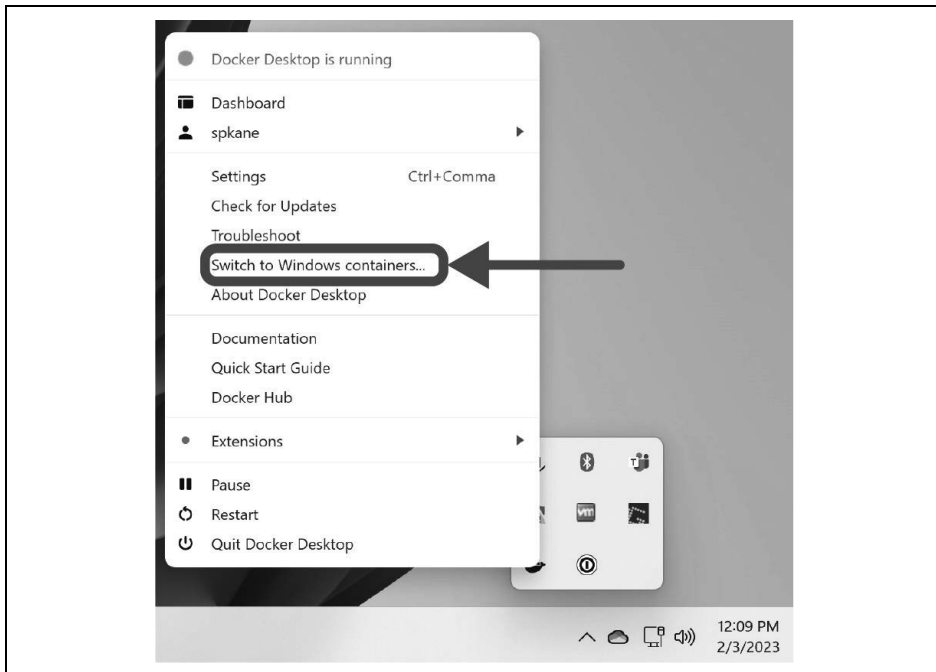 Docker Desktop is running
Dashboard
spkane
Settings Ctrl+Comma
Check for Updates
Troubleshoot
Switch to Windows containers...
About Docker Desktop
Documentation
Quick Start Guide
Docker Hub
Extensions
Pause
Restart
Quit Docker Desktop
vm
12:09 PM
2/3/2023